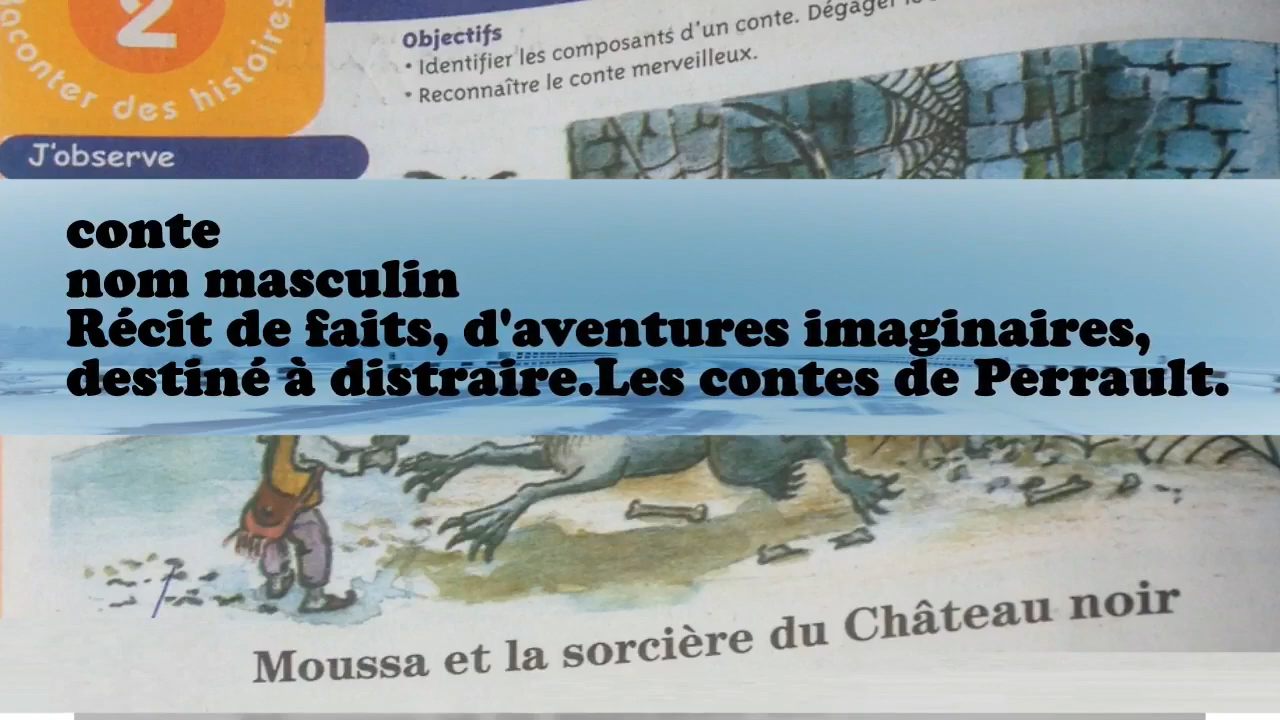 2
Raconter des histoires
Objectifs
• Identifier les composants d'un conte. Dégager
• Reconnaître le conte merveilleux.
J'observe
conte
nom masculin
Récit de faits, d'aventures imaginaires,
destiné à distraire.Les contes de Perrault.
Moussa et la sorcière du Château noir